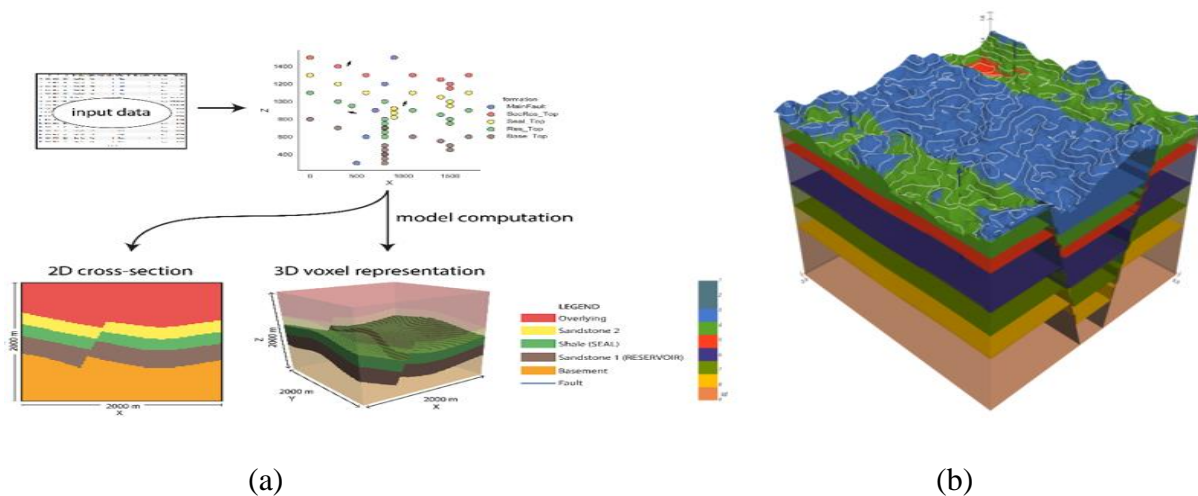 input data
Z
1400
1200
1000
800
600
400
0
500
1000
1500
X
formation
MainFault
SecRes_Top
Seal_Top
Res_Top
Base_Top
model computation
2D cross-section
3D voxel representation
2000 m
2000 m
X
Z
2000 m
2000 m
Y
2000 m
X
LEGEND
Overlying
Sandstone 2
Shale (SEAL)
Sandstone 1 (RESERVOIR)
Basement
Fault
(a)
(b)